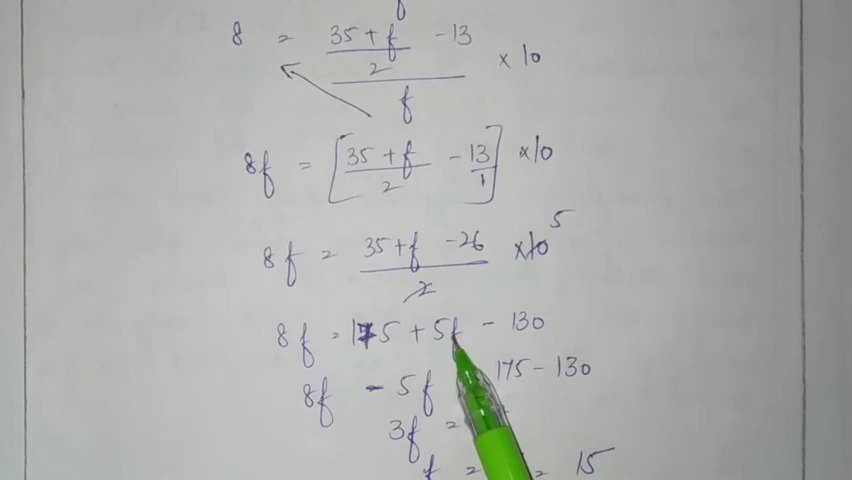 f
8 = 35 + f / 2 - 13 / f × 10
8f = [35 + f / 2 - 13 / 1] × 10
8f = 35 + f - 26 / 2 × 10 5
8f = 175 + 5f - 130
8f - 5f 175 - 130
3f =
f = = 15